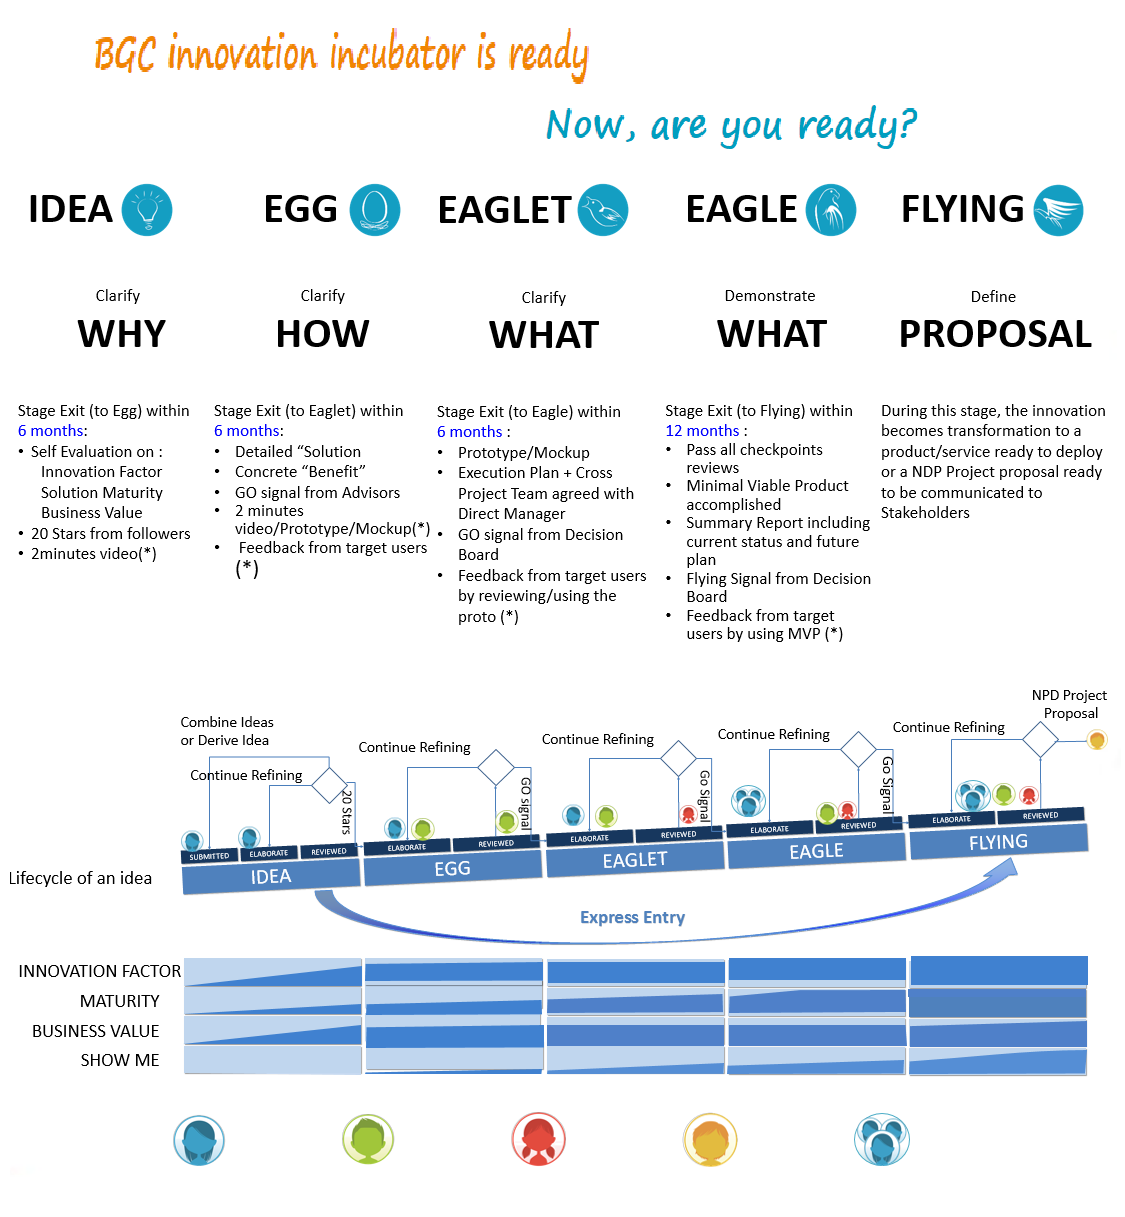 BGC innovation incubator is ready
Now, are you ready?
IDEA
EGG
EAGLET
EAGLE
FLYING
Clarify
WHY
Clarify
HOW
Clarify
WHAT
Demonstrate
WHAT
Define
PROPOSAL
Stage Exit (to Egg) within
6 months:
• Self Evaluation on :
Innovation Factor
Solution Maturity
Business Value
• 20 Stars from followers
• 2minutes video(*)
Stage Exit (to Eaglet) within
6 months:
• Detailed “Solution
• Concrete “Benefit”
• GO signal from Advisors
• 2 minutes
video/Prototype/Mockup(*)
• Feedback from target users
(*)
Stage Exit (to Eagle) within
6 months :
• Prototype/Mockup
• Execution Plan + Cross
Project Team agreed with
Direct Manager
• GO signal from Decision
Board
• Feedback from target users
by reviewing/using the
proto (*)
Stage Exit (to Flying) within
12 months :
• Pass all checkpoints
reviews
• Minimal Viable Product
accomplished
• Summary Report including
current status and future
plan
• Flying Signal from Decision
Board
• Feedback from target
users by using MVP (*)
During this stage, the innovation
becomes transformation to a
product/service ready to deploy
or a NDP Project proposal ready
to be communicated to
Stakeholders
Combine Ideas
or Derive Idea
Continue Refining
20 Stars
Continue Refining
GO signal
Continue Refining
Go Signal
Continue Refining
Go Signal
Continue Refining
NPD Project
Proposal
SUBMITTED
ELABORATE
REVIEWED
ELABORATE
REVIEWED
ELABORATE
REVIEWED
ELABORATE
REVIEWED
ELABORATE
REVIEWED
Lifecycle of an idea
IDEA
EGG
EAGLET
EAGLE
FLYING
Express Entry
INNOVATION FACTOR
MATURITY
BUSINESS VALUE
SHOW ME